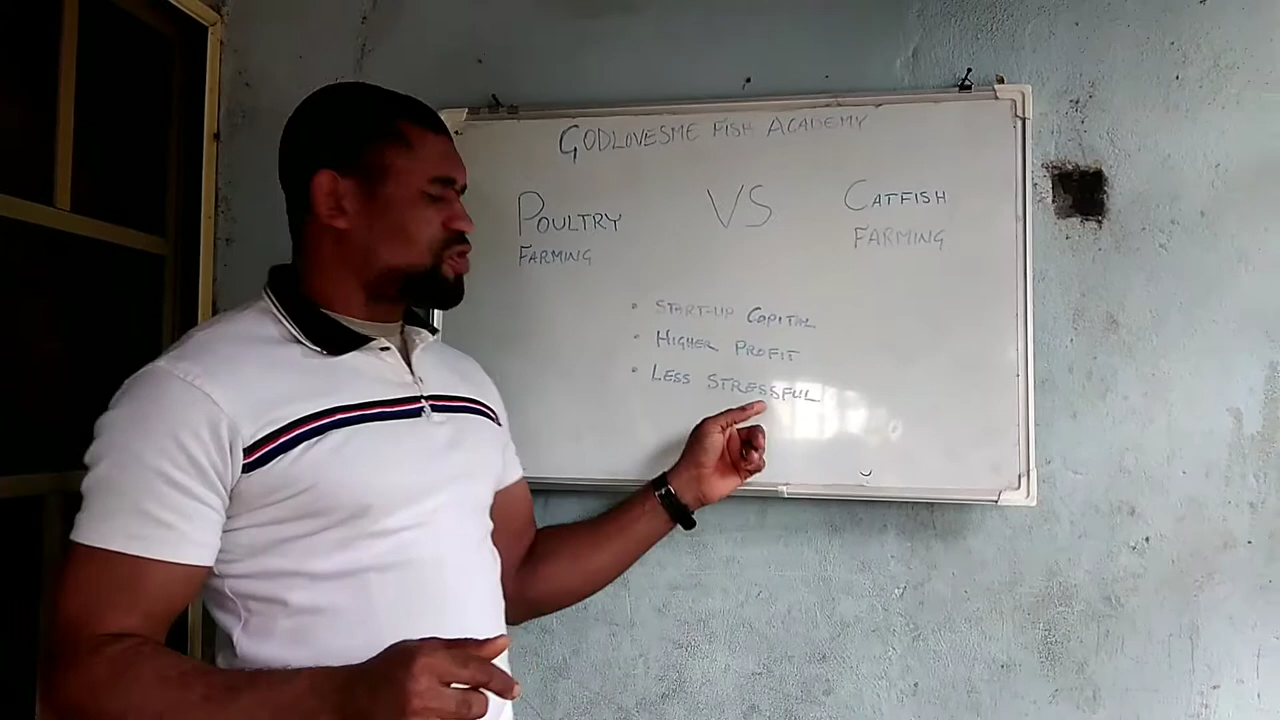 GODLOVESME FISH ACADEMY
POULTRY VS CATFISH
FARMING FARMING
• START-UP CAPITAL
• HIGHER PROFIT
• LESS STRESSFUL